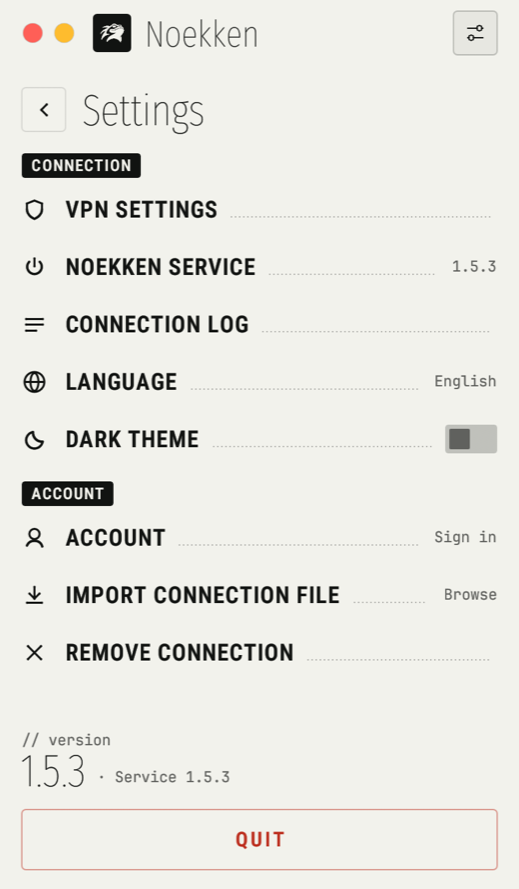 Noekken
Settings
CONNECTION
VPN SETTINGS
NOEKKEN SERVICE 1.5.3
CONNECTION LOG
LANGUAGE English
DARK THEME
ACCOUNT
ACCOUNT Sign in
IMPORT CONNECTION FILE Browse
REMOVE CONNECTION
// version
1.5.3 · Service 1.5.3
QUIT